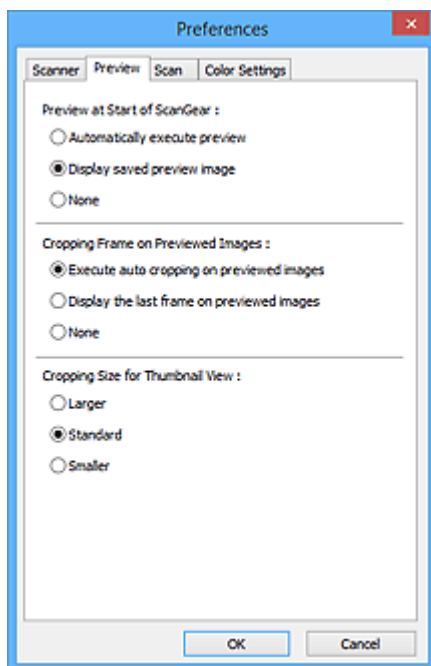 Preferences
Scanner Preview Scan Color Settings
Preview at Start of ScanGear :
Automatically execute preview
Display saved preview image
None
Cropping Frame on Previewed Images :
Execute auto cropping on previewed images
Display the last frame on previewed images
None
Cropping Size for Thumbnail View :
Larger
Standard
Smaller
OK Cancel